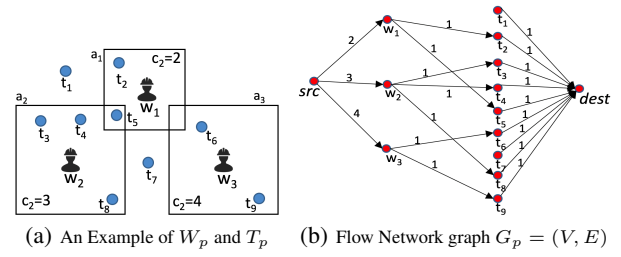 a₁
c₂=2
t₂
t₁
w₁
a₂
a₃
t₃
t₄
t₅
t₆
w₂
t₇
w₃
c₂=3
t₈
c₂=4
t₉
(a) An Example of Wₚ and Tₚ
t₁
1
w₁
1
t₂
1
2
1
1
t₃
1
src
3
w₂
1
t₄
1
dest
1
t₅
1
4
1
t₆
1
w₃
1
t₇
1
1
t₈
1
t₉
(b) Flow Network graph Gₚ = (V, E)